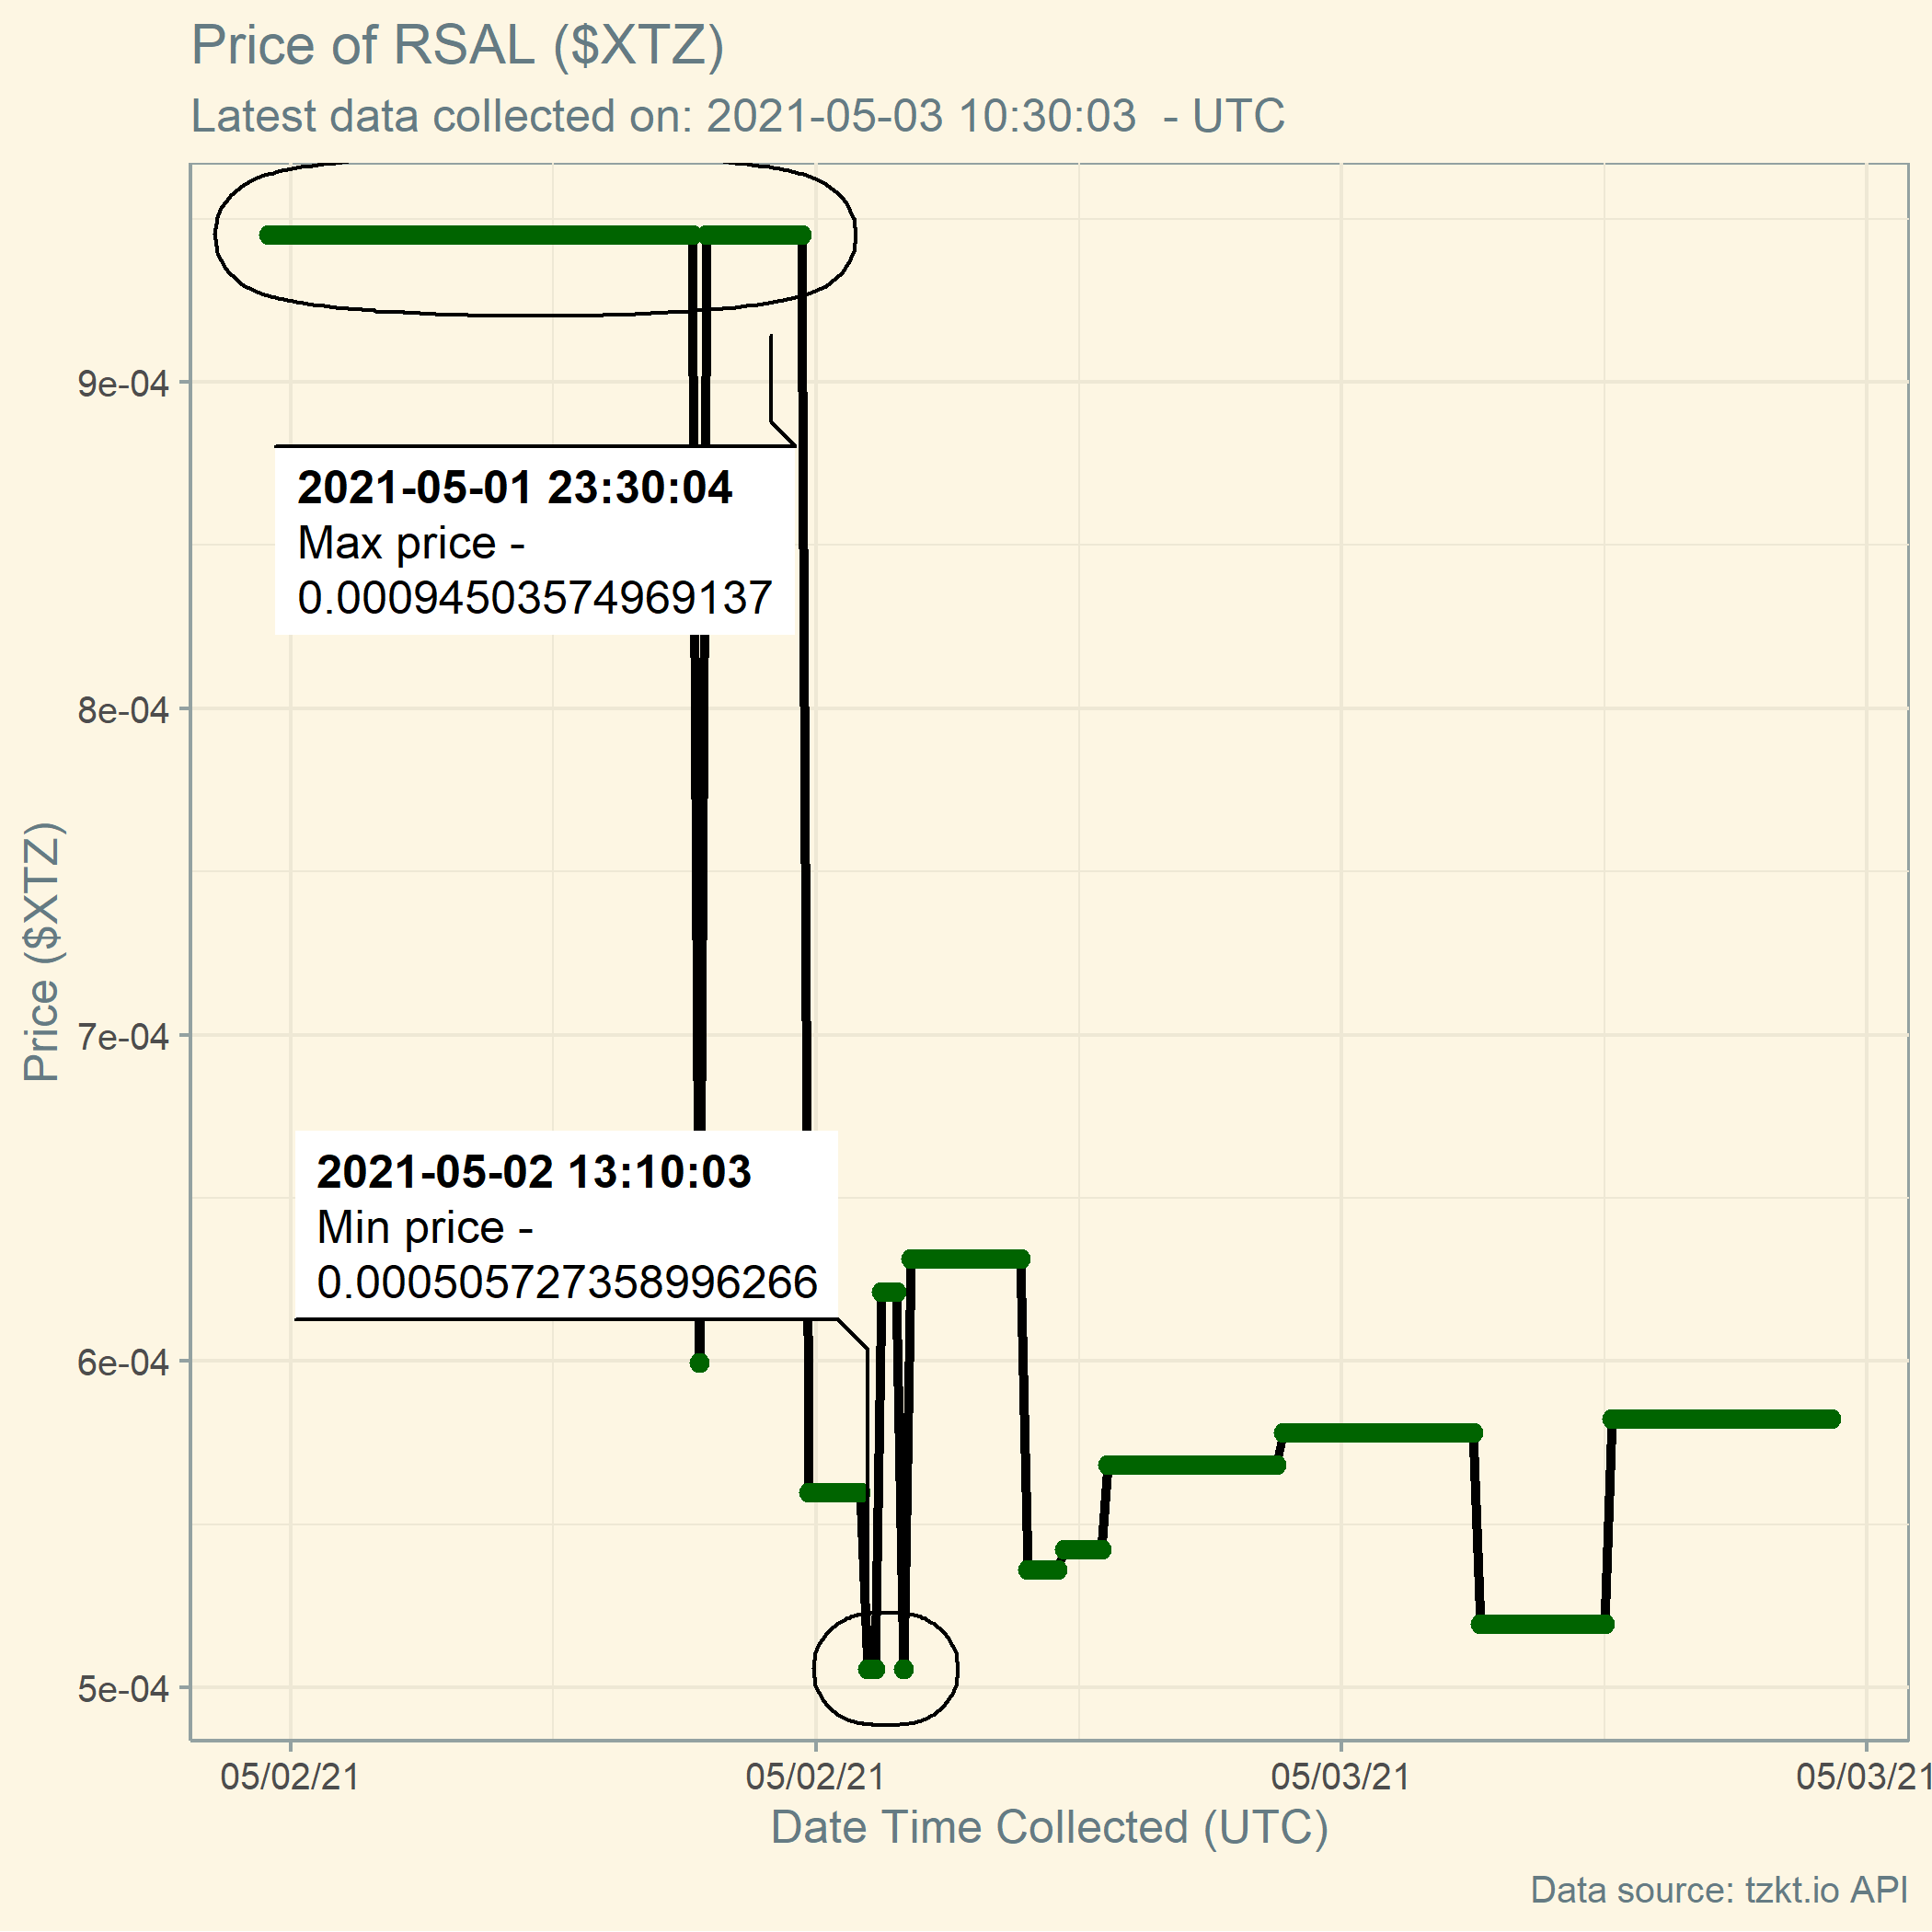 Price of RSAL ($XTZ)
Latest data collected on: 2021-05-03 10:30:03  - UTC
9e-04
2021-05-01 23:30:04
Max price -
0.000945035749691​37
8e-04
Price ($XTZ)
7e-04
2021-05-02 13:10:03
Min price -
0.000505727358996266
6e-04
5e-04
05/02/21 05/02/21 05/03/21 05/03/21
Date Time Collected (UTC)
Data source: tzkt.io API